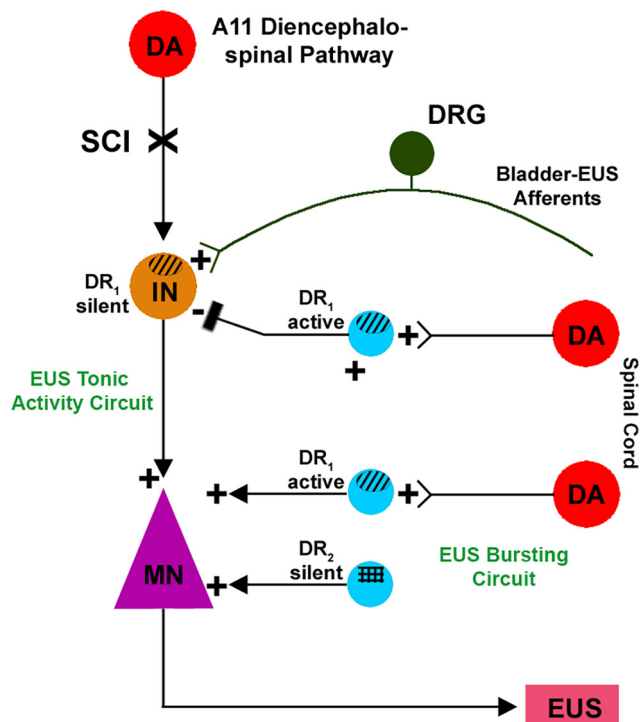 DA
A11 Diencephalo-
spinal Pathway
SCI
DRG
Bladder-EUS
Afferents
+
DR1
silent
IN
-
DR1
active
+
DA
+
EUS Tonic
Activity Circuit
Spinal Cord
+
DR1
active
+
+
DA
DR2
silent
MN
+
EUS Bursting
Circuit
EUS